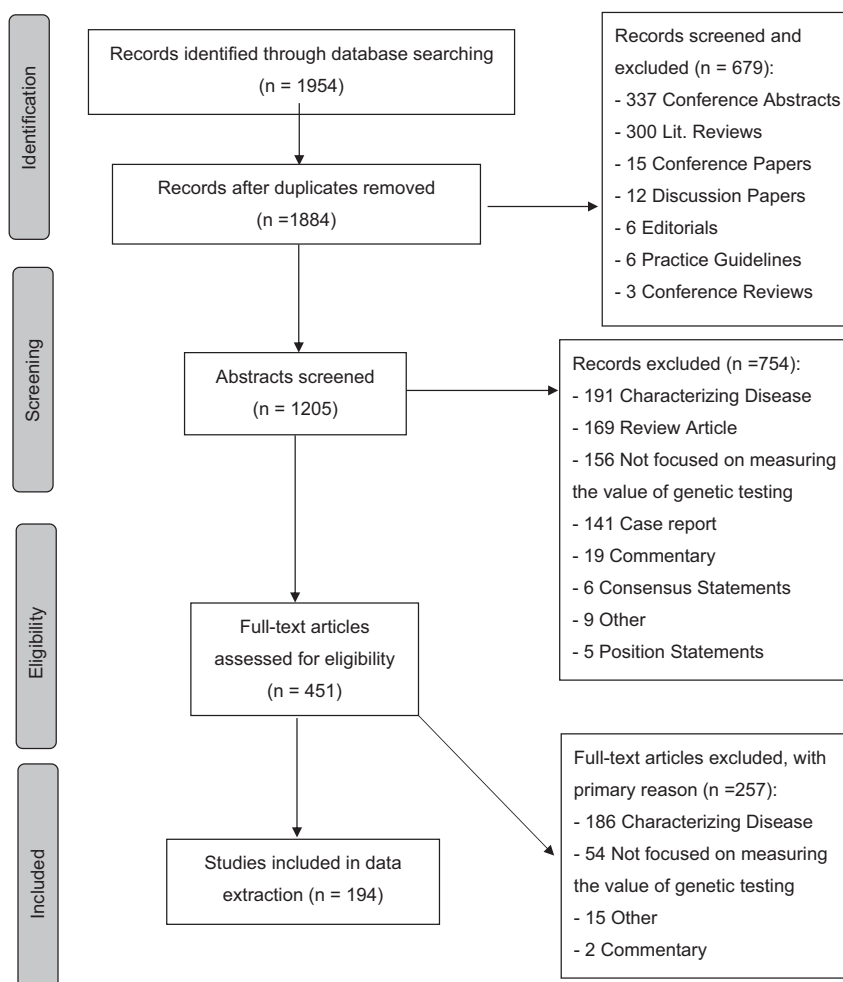 Identification
Records identified through database searching
(n = 1954)
Records after duplicates removed
(n =1884)
Records screened and
excluded (n = 679):
- 337 Conference Abstracts
- 300 Lit. Reviews
- 15 Conference Papers
- 12 Discussion Papers
- 6 Editorials
- 6 Practice Guidelines
- 3 Conference Reviews
Screening
Abstracts screened
(n = 1205)
Records excluded (n =754):
- 191 Characterizing Disease
- 169 Review Article
- 156 Not focused on measuring
the value of genetic testing
- 141 Case report
- 19 Commentary
- 6 Consensus Statements
- 9 Other
- 5 Position Statements
Eligibility
Full-text articles
assessed for eligibility
(n = 451)
Full-text articles excluded, with
primary reason (n =257):
- 186 Characterizing Disease
- 54 Not focused on measuring
the value of genetic testing
- 15 Other
- 2 Commentary
Included
Studies included in data
extraction (n = 194)